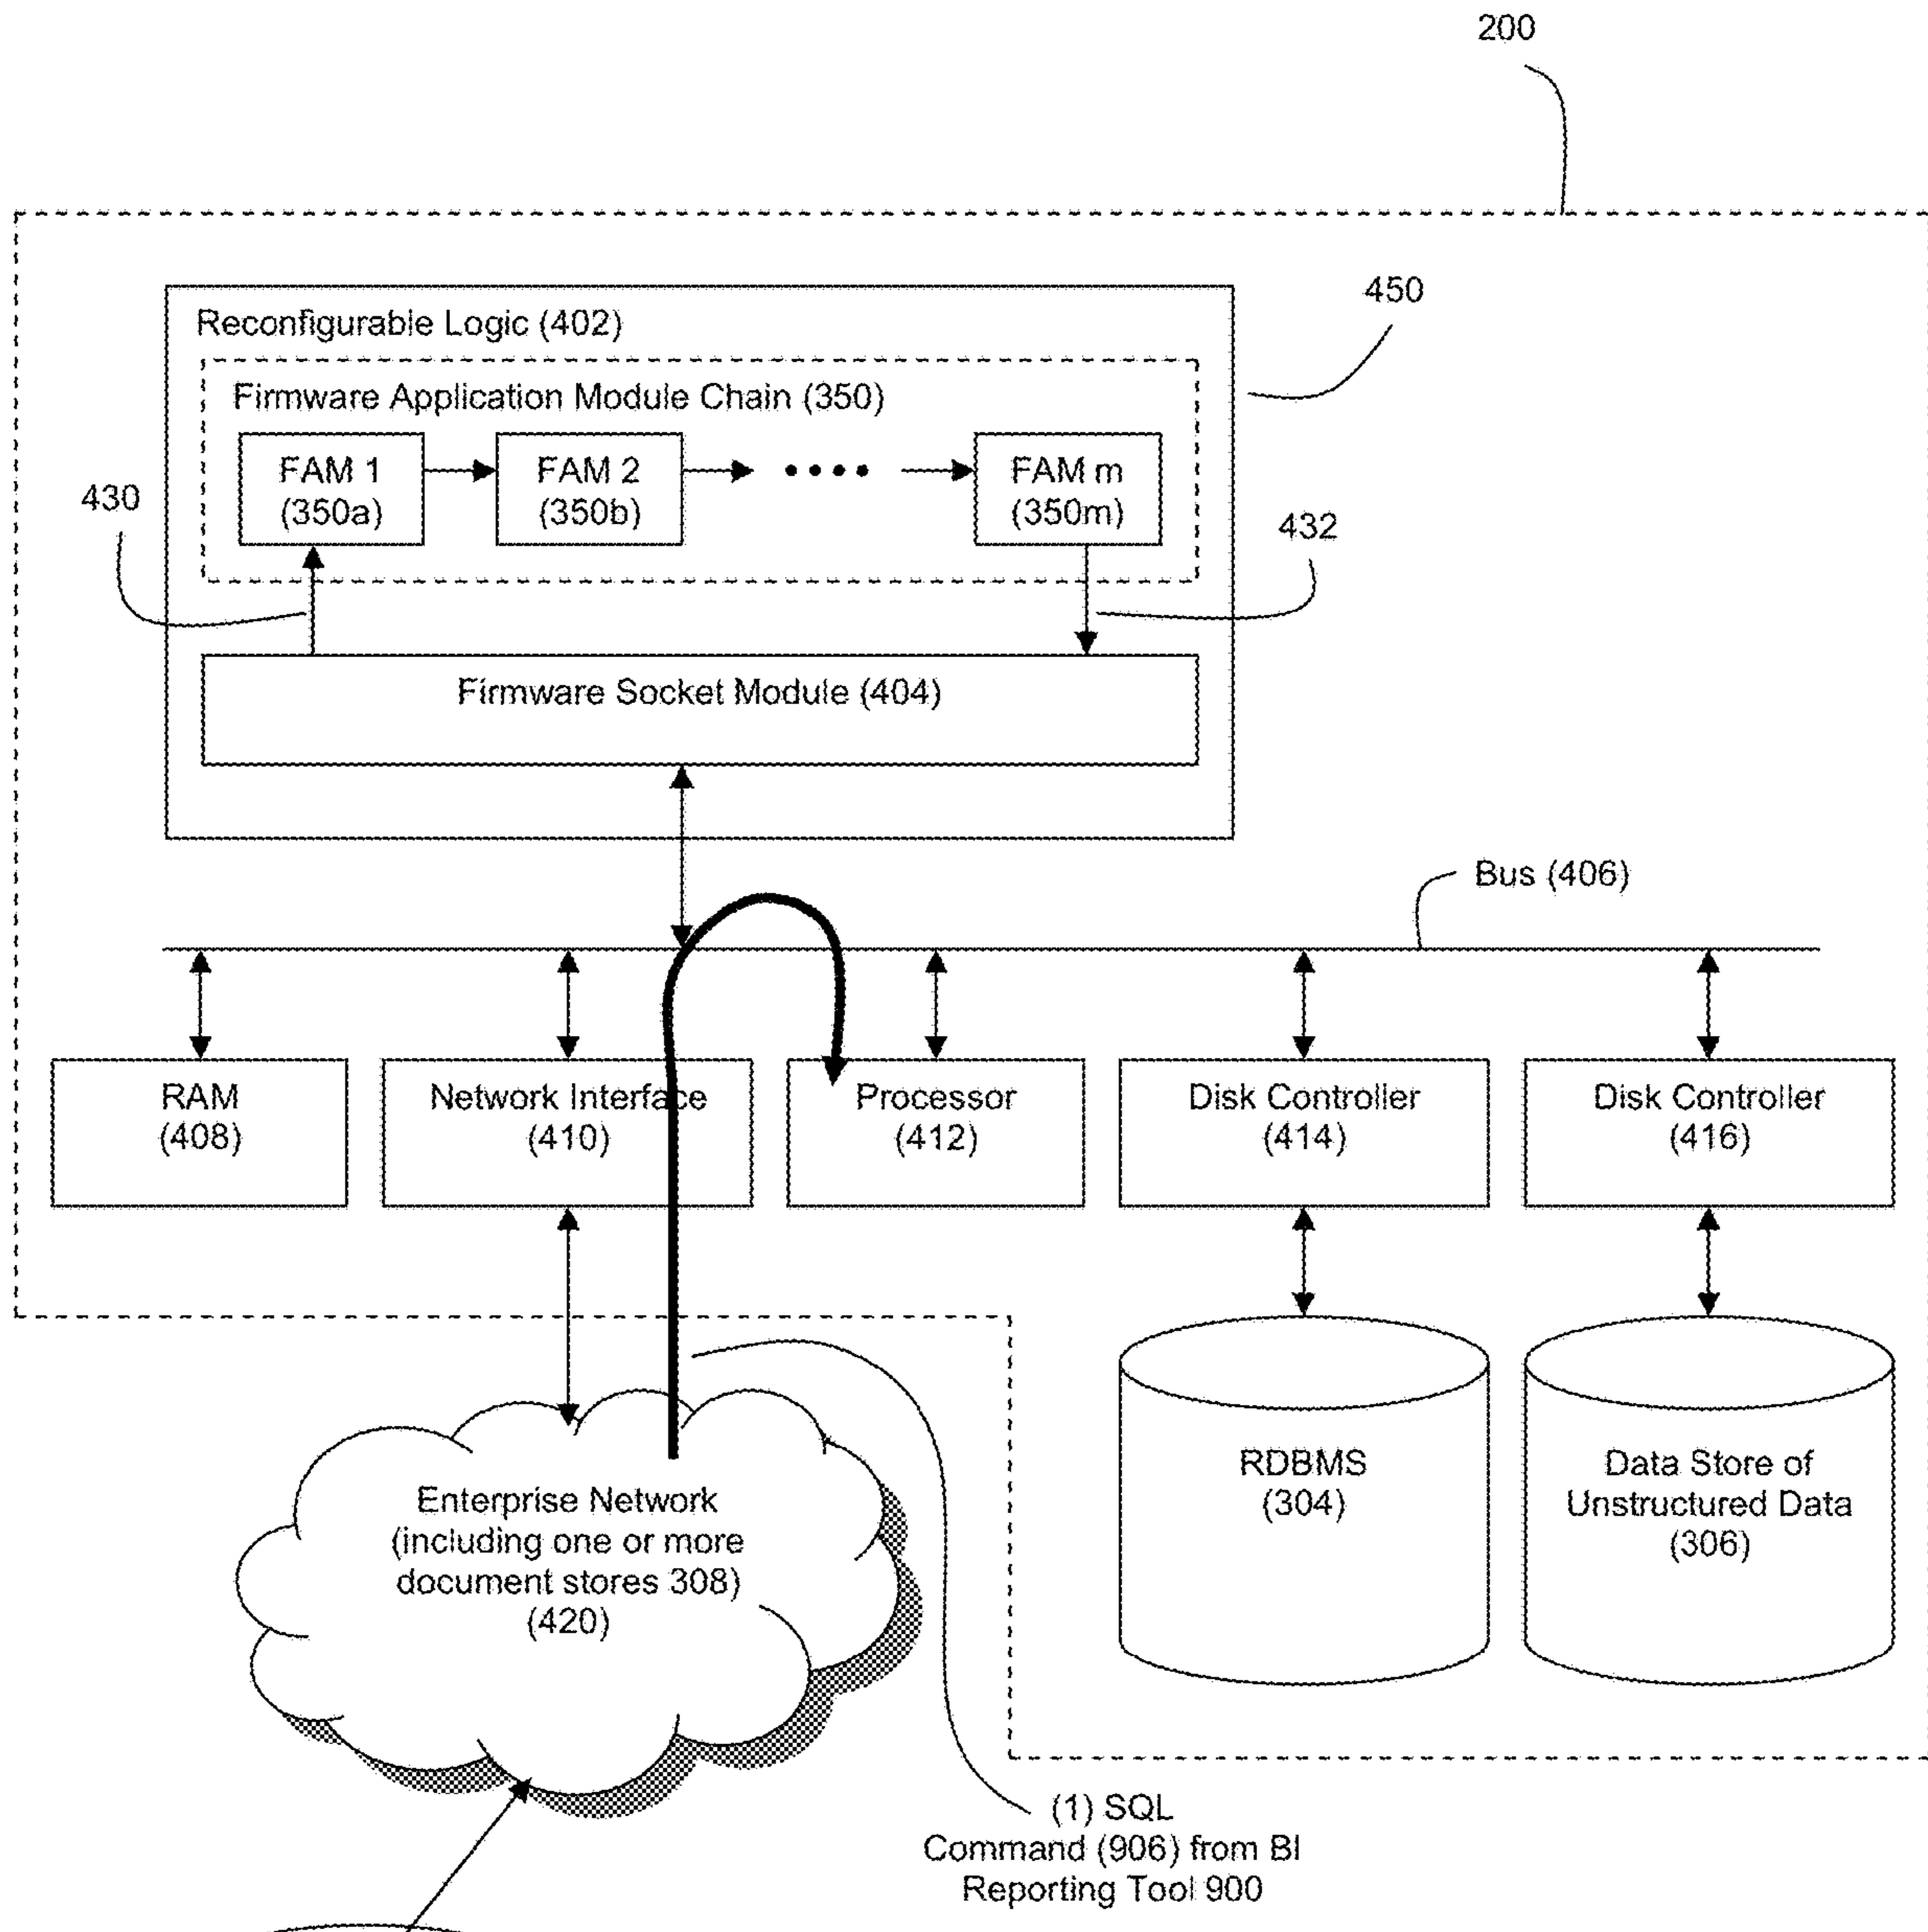 200
450
Reconfigurable Logic (402)
Firmware Application Module Chain (350)
FAM 1
(350a)
FAM 2
(350b)
FAM m
(350m)
430
432
Firmware Socket Module (404)
Bus (406)
RAM
(408)
Network Interface
(410)
Processor
(412)
Disk Controller
(414)
Disk Controller
(416)
Enterprise Network
(including one or more
document stores 308)
(420)
RDBMS
(304)
Data Store of
Unstructured Data
(306)
(1) SQL
Command (906) from BI
Reporting Tool 900